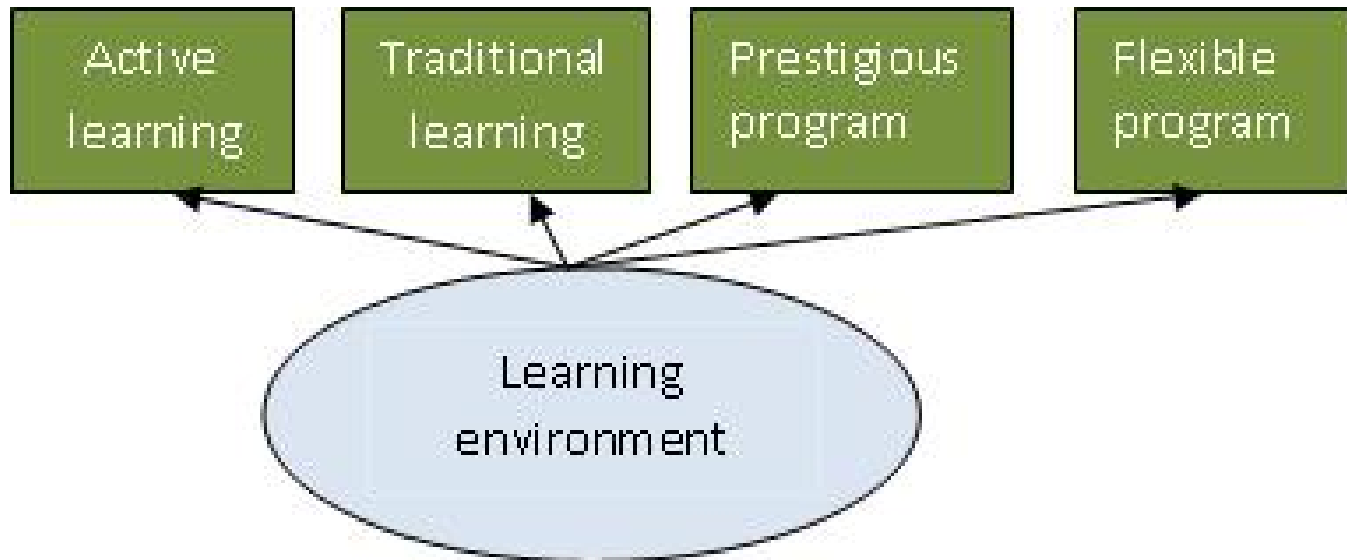 Active
learning
Traditional
learning
Prestigious
program
Flexible
program
Learning
environment